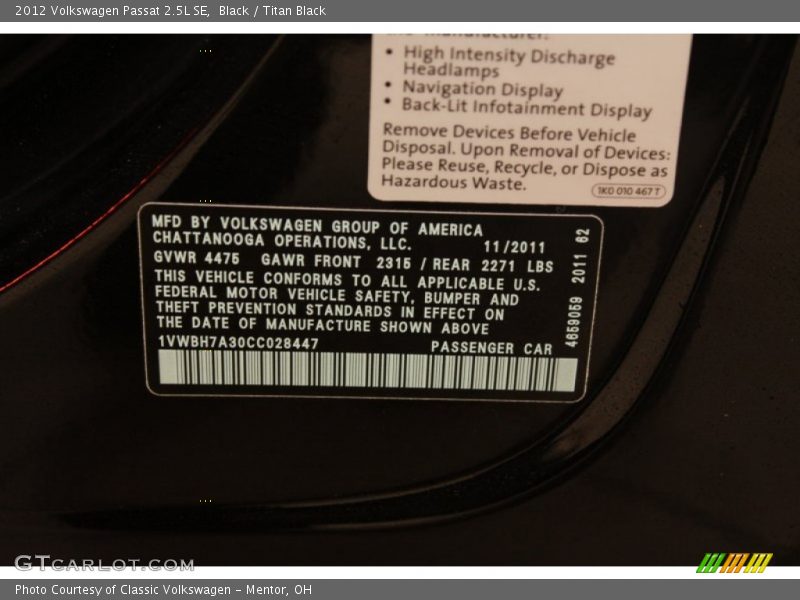 2012 Volkswagen Passat 2.5L SE,  Black / Titan Black
the manufacturer:
• High Intensity Discharge
Headlamps
• Navigation Display
• Back-Lit Infotainment Display
Remove Devices Before Vehicle
Disposal. Upon Removal of Devices:
Please Reuse, Recycle, or Dispose as
Hazardous Waste.
1K0 010 467 T
MFD BY VOLKSWAGEN GROUP OF AMERICA
CHATTANOOGA OPERATIONS, LLC. 11/2011
GVWR 4475 GAWR FRONT 2315 / REAR 2271 LBS
THIS VEHICLE CONFORMS TO ALL APPLICABLE U.S.
FEDERAL MOTOR VEHICLE SAFETY, BUMPER AND
THEFT PREVENTION STANDARDS IN EFFECT ON
THE DATE OF MANUFACTURE SHOWN ABOVE
1VWBH7A30CC028447 PASSENGER CAR
4659059 2011 62
GTCARLOT.COM
Photo Courtesy of Classic Volkswagen - Mentor, OH